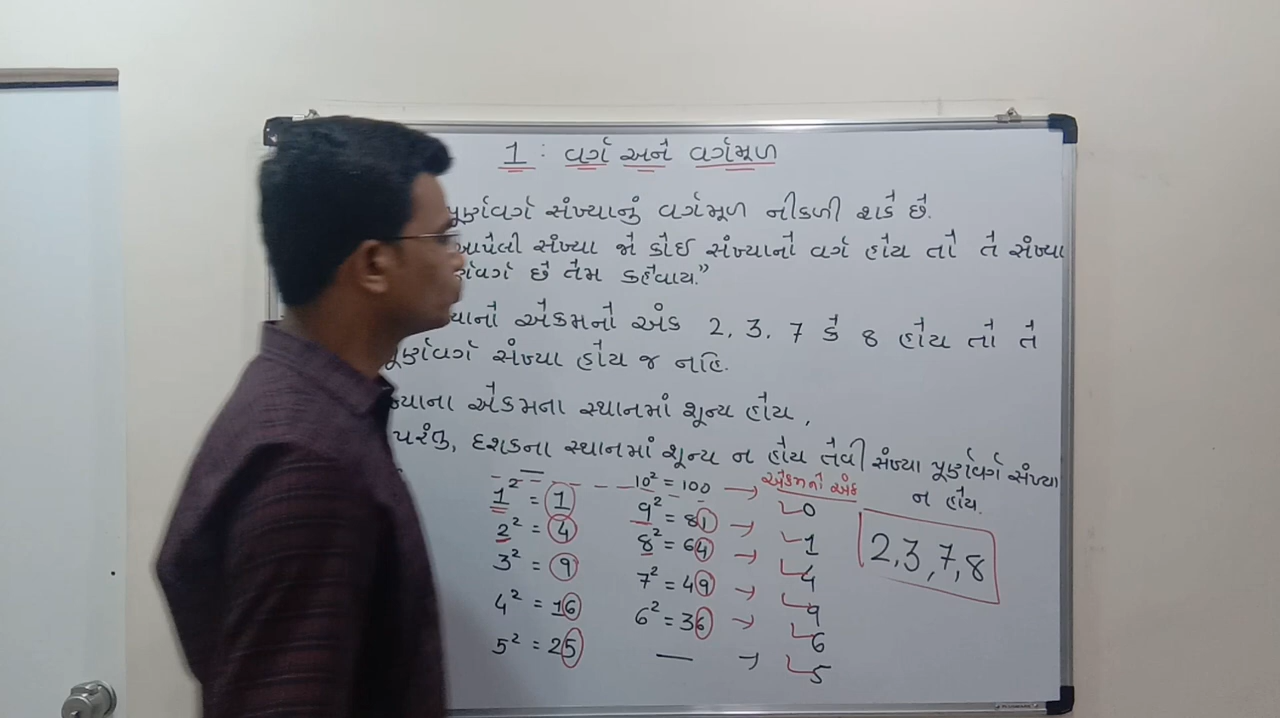 1 : વર્ગ અને વર્ગમૂળ
પૂર્ણવર્ગ સંખ્યાનું વર્ગમૂળ નીકળી શકે છે.
આપેલી સંખ્યા જો કોઈ સંખ્યાનો વર્ગ હોય તો તે સંખ્યા
છે તેમ કહેવાય.”
એકમનો અંક 2, 3, 7 કે 8 હોય તો તે
પૂર્ણવર્ગ સંખ્યા હોય જ નહિ.
એકમના સ્થાનમાં શૂન્ય હોય,
પરંતુ, દશકના સ્થાનમાં શૂન્ય ન હોય તેવી સંખ્યા પૂર્ણવર્ગ સંખ્યા
ન હોય.
1² = 1
2² = 4
3² = 9
4² = 16
5² = 25
10² = 100 →
9² = 81 →
8² = 64 →
7² = 49 →
6² = 36 →
— →
એકમનો અંક
0
1
4
9
6
5
2,3,7,8